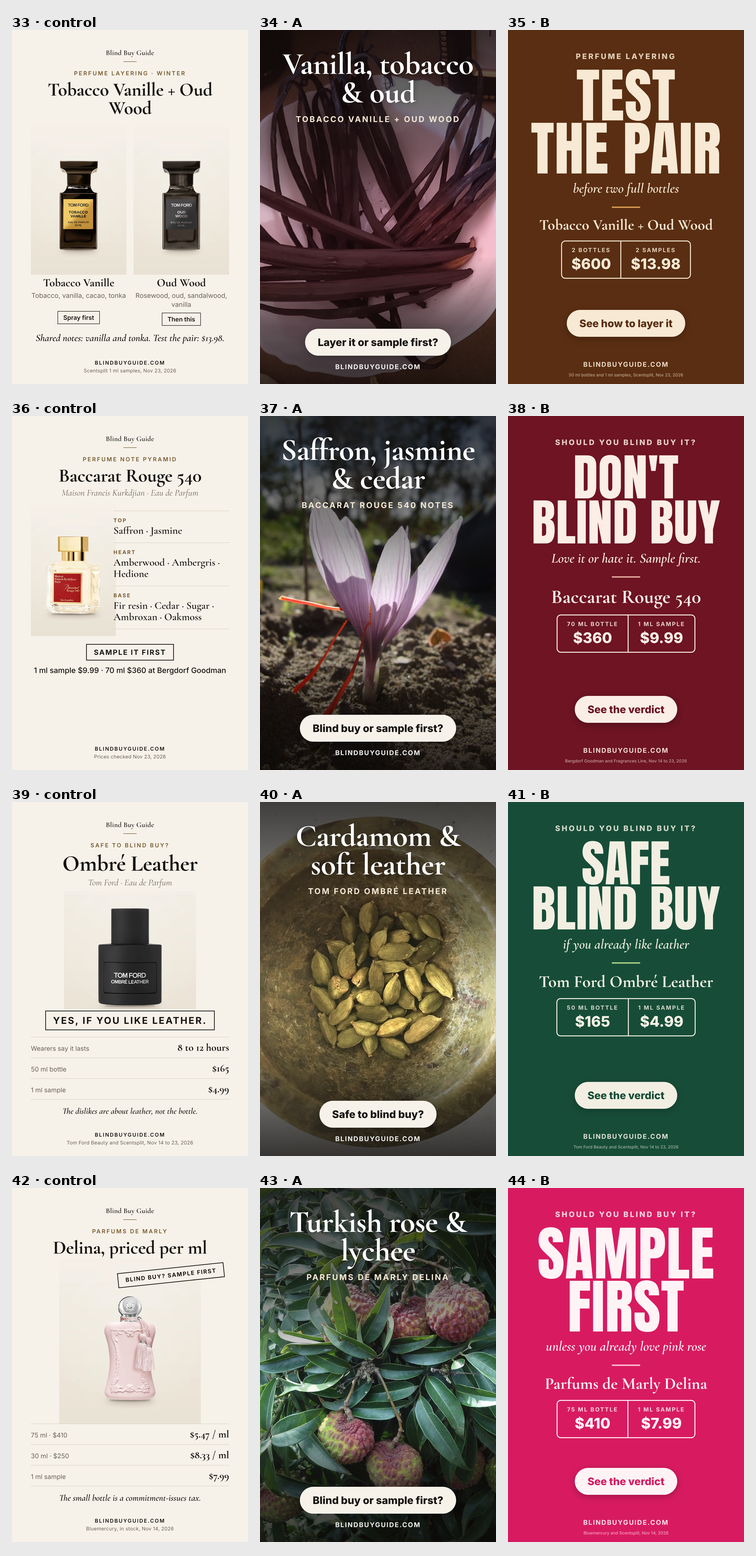 33 · control
Blind Buy Guide
PERFUME LAYERING · WINTER
Tobacco Vanille + Oud
Wood
TOM FORD
TOBACCO
VANILLE
TOM FORD
OUD
WOOD
Tobacco Vanille
Oud Wood
Tobacco, vanilla, cacao, tonka
Rosewood, oud, sandalwood,
vanilla
Spray first
Then this
Shared notes: vanilla and tonka. Test the pair: $13.98.
BLINDBUYGUIDE.COM
Scentsplit 1 ml samples, Nov 23, 2026
34 · A
Vanilla, tobacco
& oud
TOBACCO VANILLE + OUD WOOD
Layer it or sample first?
BLINDBUYGUIDE.COM
35 · B
PERFUME LAYERING
TEST
THE PAIR
before two full bottles
Tobacco Vanille + Oud Wood
2 BOTTLES
$600
2 SAMPLES
$13.98
See how to layer it
BLINDBUYGUIDE.COM
50 ml bottles and 1 ml samples, Scentsplit, Nov 23, 2026
36 · control
Blind Buy Guide
PERFUME NOTE PYRAMID
Baccarat Rouge 540
Maison Francis Kurkdjian · Eau de Parfum
TOP
Saffron · Jasmine
HEART
Amberwood · Ambergris ·
Hedione
BASE
Fir resin · Cedar · Sugar ·
Ambroxan · Oakmoss
SAMPLE IT FIRST
1 ml sample $9.99 · 70 ml $360 at Bergdorf Goodman
BLINDBUYGUIDE.COM
Prices checked Nov 23, 2026
37 · A
Saffron, jasmine
& cedar
BACCARAT ROUGE 540 NOTES
Blind buy or sample first?
BLINDBUYGUIDE.COM
38 · B
SHOULD YOU BLIND BUY IT?
DON'T
BLIND BUY
Love it or hate it. Sample first.
Baccarat Rouge 540
70 ML BOTTLE
$360
1 ML SAMPLE
$9.99
See the verdict
BLINDBUYGUIDE.COM
Bergdorf Goodman and Fragrances Line, Nov 14 to 23, 2026
39 · control
Blind Buy Guide
SAFE TO BLIND BUY?
Ombré Leather
Tom Ford · Eau de Parfum
TOM FORD
OMBRÉ LEATHER
YES, IF YOU LIKE LEATHER.
Wearers say it lasts
8 to 12 hours
50 ml bottle
$165
1 ml sample
$4.99
The dislikes are about leather, not the bottle.
BLINDBUYGUIDE.COM
Tom Ford Beauty and Scentsplit, Nov 14 to 23, 2026
40 · A
Cardamom &
soft leather
TOM FORD OMBRÉ LEATHER
Safe to blind buy?
BLINDBUYGUIDE.COM
41 · B
SHOULD YOU BLIND BUY IT?
SAFE
BLIND BUY
if you already like leather
Tom Ford Ombré Leather
50 ML BOTTLE
$165
1 ML SAMPLE
$4.99
See the verdict
BLINDBUYGUIDE.COM
Tom Ford Beauty and Scentsplit, Nov 14 to 23, 2026
42 · control
Blind Buy Guide
PARFUMS DE MARLY
Delina, priced per ml
BLIND BUY? SAMPLE FIRST
75 ml · $410
$5.47 / ml
30 ml · $250
$8.33 / ml
1 ml sample
$7.99
The small bottle is a commitment-issues tax.
BLINDBUYGUIDE.COM
Bluemercury, in stock, Nov 14, 2026
43 · A
Turkish rose &
lychee
PARFUMS DE MARLY DELINA
Blind buy or sample first?
BLINDBUYGUIDE.COM
44 · B
SHOULD YOU BLIND BUY IT?
SAMPLE
FIRST
unless you already love pink rose
Parfums de Marly Delina
75 ML BOTTLE
$410
1 ML SAMPLE
$7.99
See the verdict
BLINDBUYGUIDE.COM
Bluemercury and Scentsplit, Nov 14, 2026